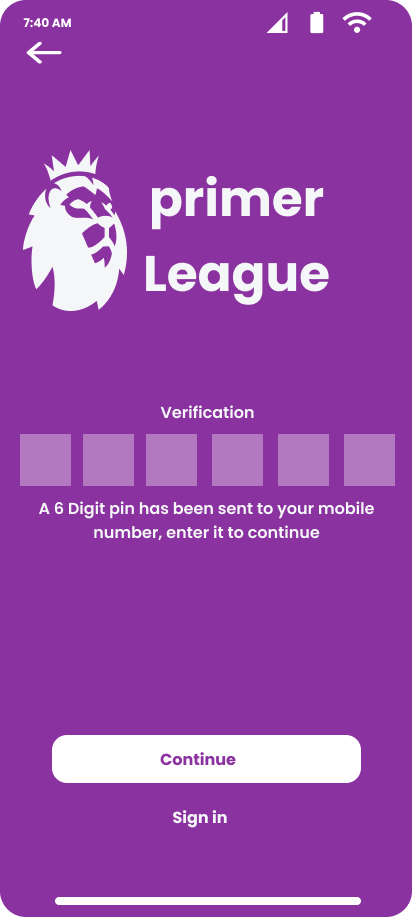 7:40 AM
primer
League
Verification
A 6 Digit pin has been sent to your mobile
number, enter it to continue
Continue
Sign in